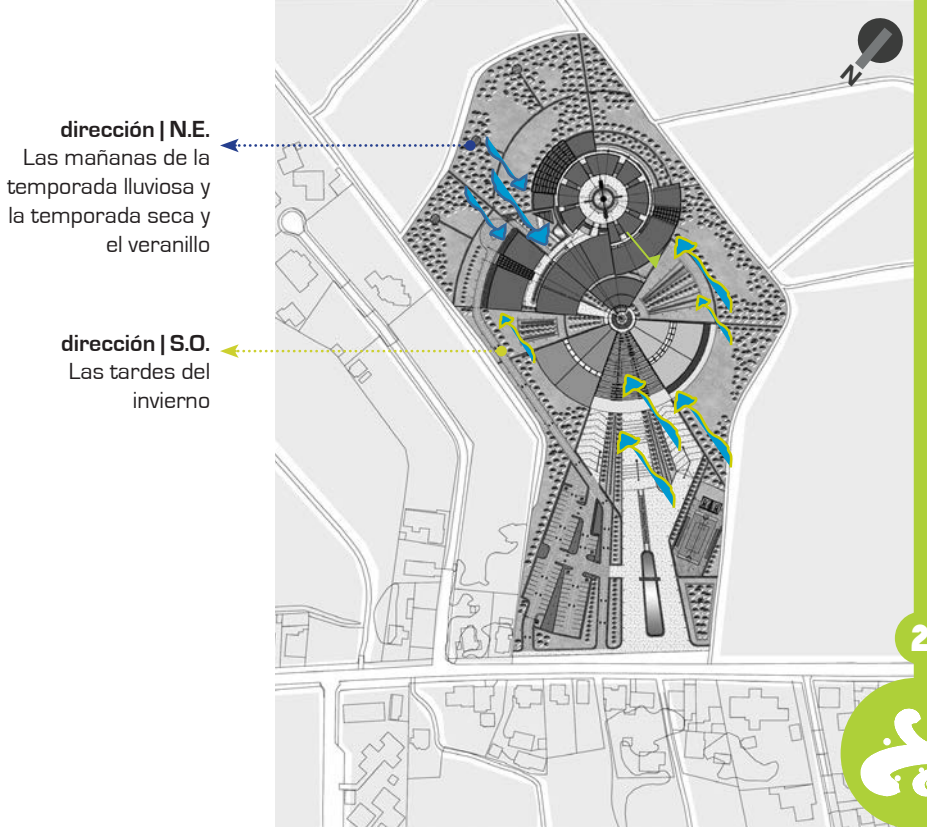 dirección | N.E.
Las mañanas de la
temporada lluviosa y
la temporada seca y
el veranillo
dirección | S.O.
Las tardes del
invierno
N
2